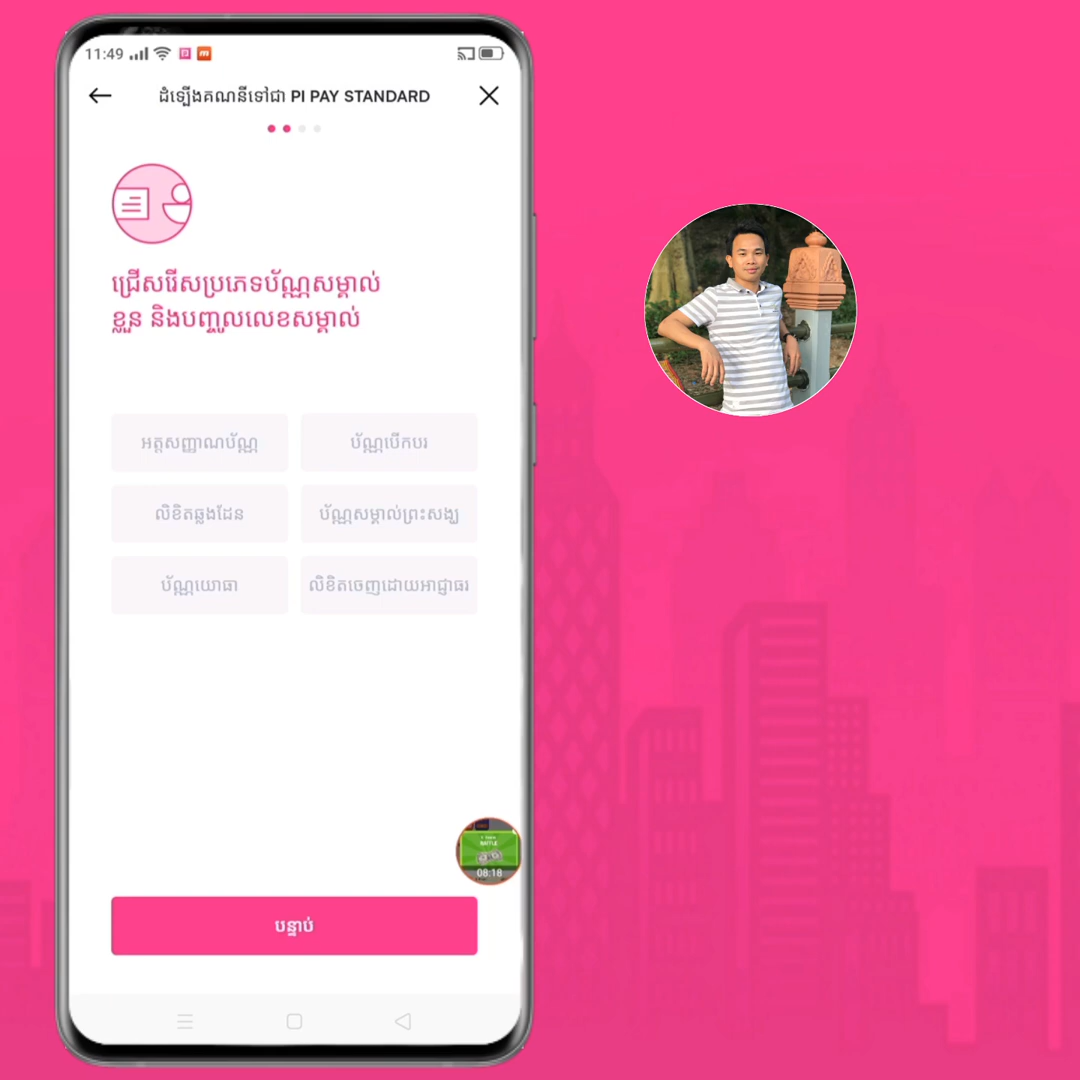 11:49
ដំឡើងគណនីទៅជា PI PAY STANDARD
ជ្រើសរើសប្រភេទប័ណ្ណសម្គាល់
ខ្លួន និងបញ្ចូលលេខសម្គាល់
អត្តសញ្ញាណប័ណ្ណ
ប័ណ្ណបើកបរ
លិខិតឆ្លងដែន
ប័ណ្ណសម្គាល់ព្រះសង្ឃ
ប័ណ្ណយោធា
លិខិតចេញដោយអាជ្ញាធរ
RAFFLE
08:18
បន្ទាប់